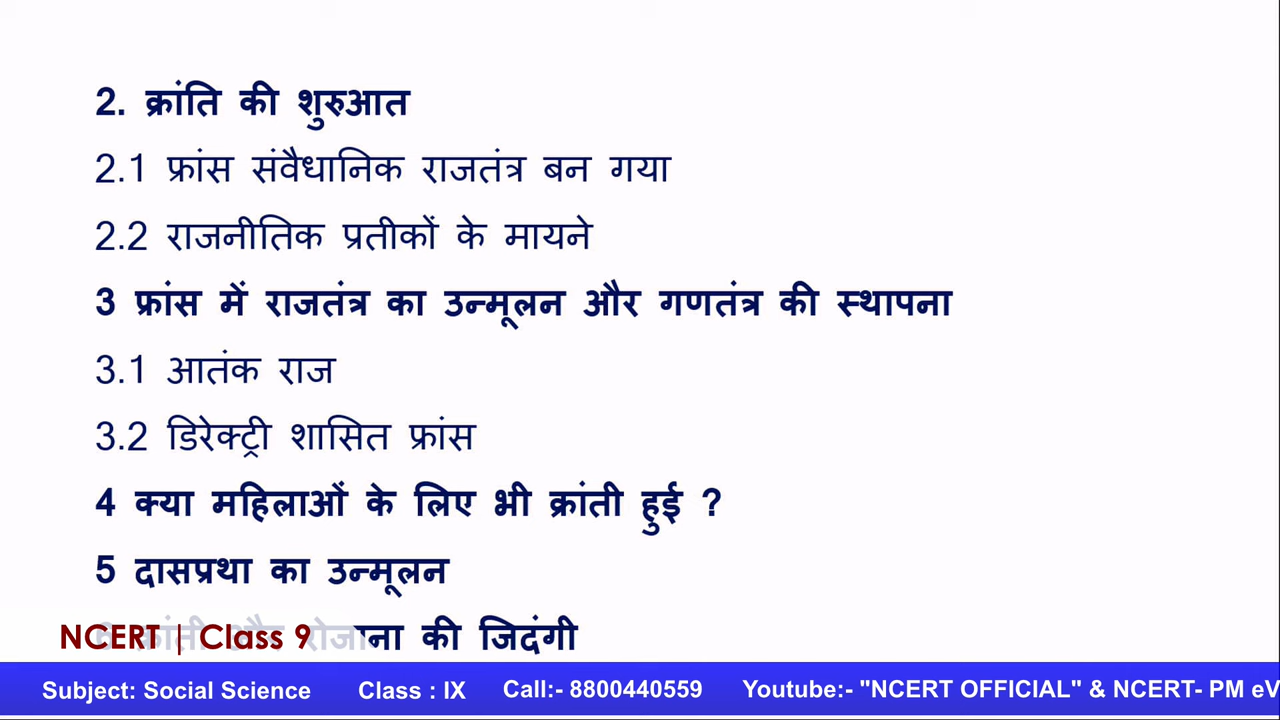 2. क्रांति की शुरुआत
2.1 फ्रांस संवैधानिक राजतंत्र बन गया
2.2 राजनीतिक प्रतीकों के मायने
3 फ्रांस में राजतंत्र का उन्मूलन और गणतंत्र की स्थापना
3.1 आतंक राज
3.2 डिरेक्ट्री शासित फ्रांस
4 क्या महिलाओं के लिए भी क्रांती हुई ?
5 दासप्रथा का उन्मूलन
6 क्रांती और रोजाना की जिदंगी
NCERT | Class 9
Subject: Social Science Class : IX Call:- 8800440559 Youtube:- "NCERT OFFICIAL" & NCERT- PM eV